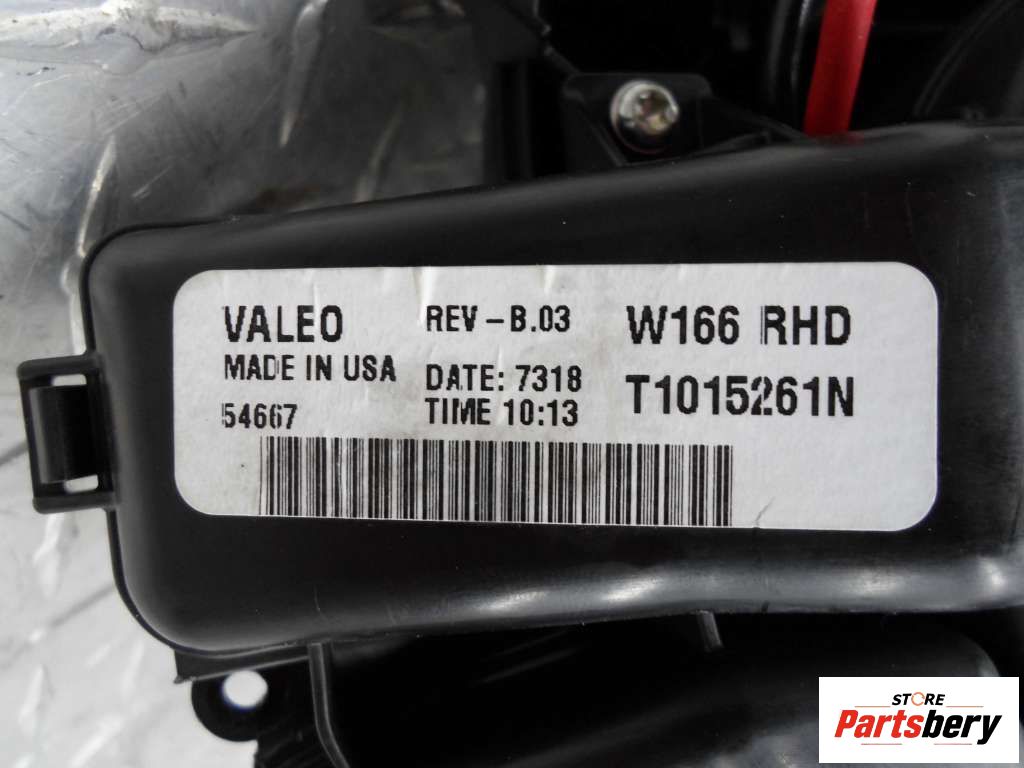 VALEO REV-B.03 W166 RHD
MADE IN USA DATE: 7318 T1015261N
54667 TIME 10:13
STORE
Partsbery